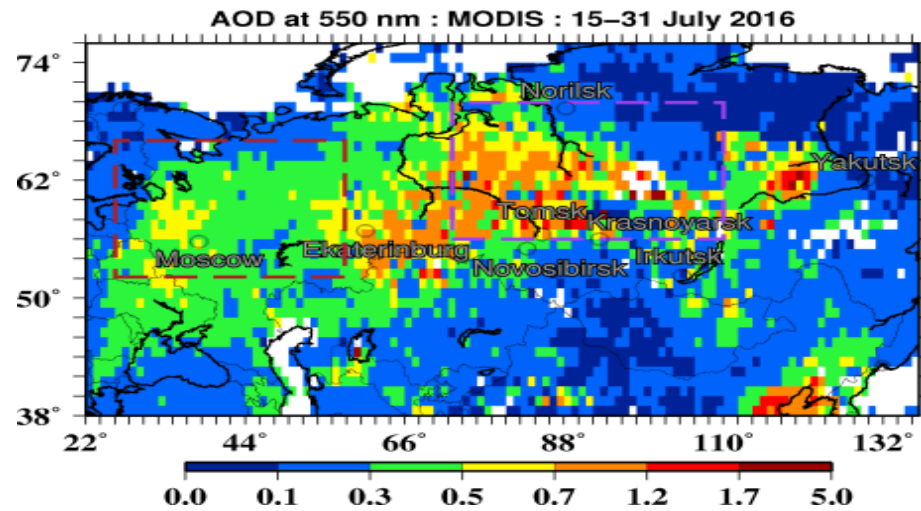 AOD at 550 nm : MODIS : 15–31 July 2016
74°
Norilsk
Yakutsk
62°
Tomsk
Krasnoyarsk
Ekaterinburg
Moscow
Irkutsk
Novosibirsk
50°
38°
22° 44° 66° 88° 110° 132°
0.0 0.1 0.3 0.5 0.7 1.2 1.7 5.0